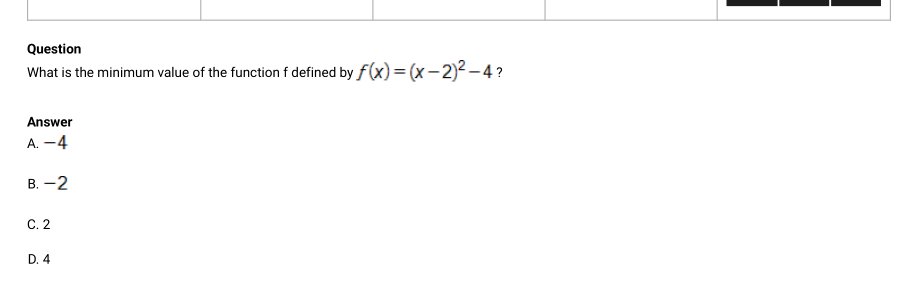 Question
What is the minimum value of the function f defined by f(x) = (x − 2)² − 4 ?
Answer
A. −4
B. −2
C. 2
D. 4